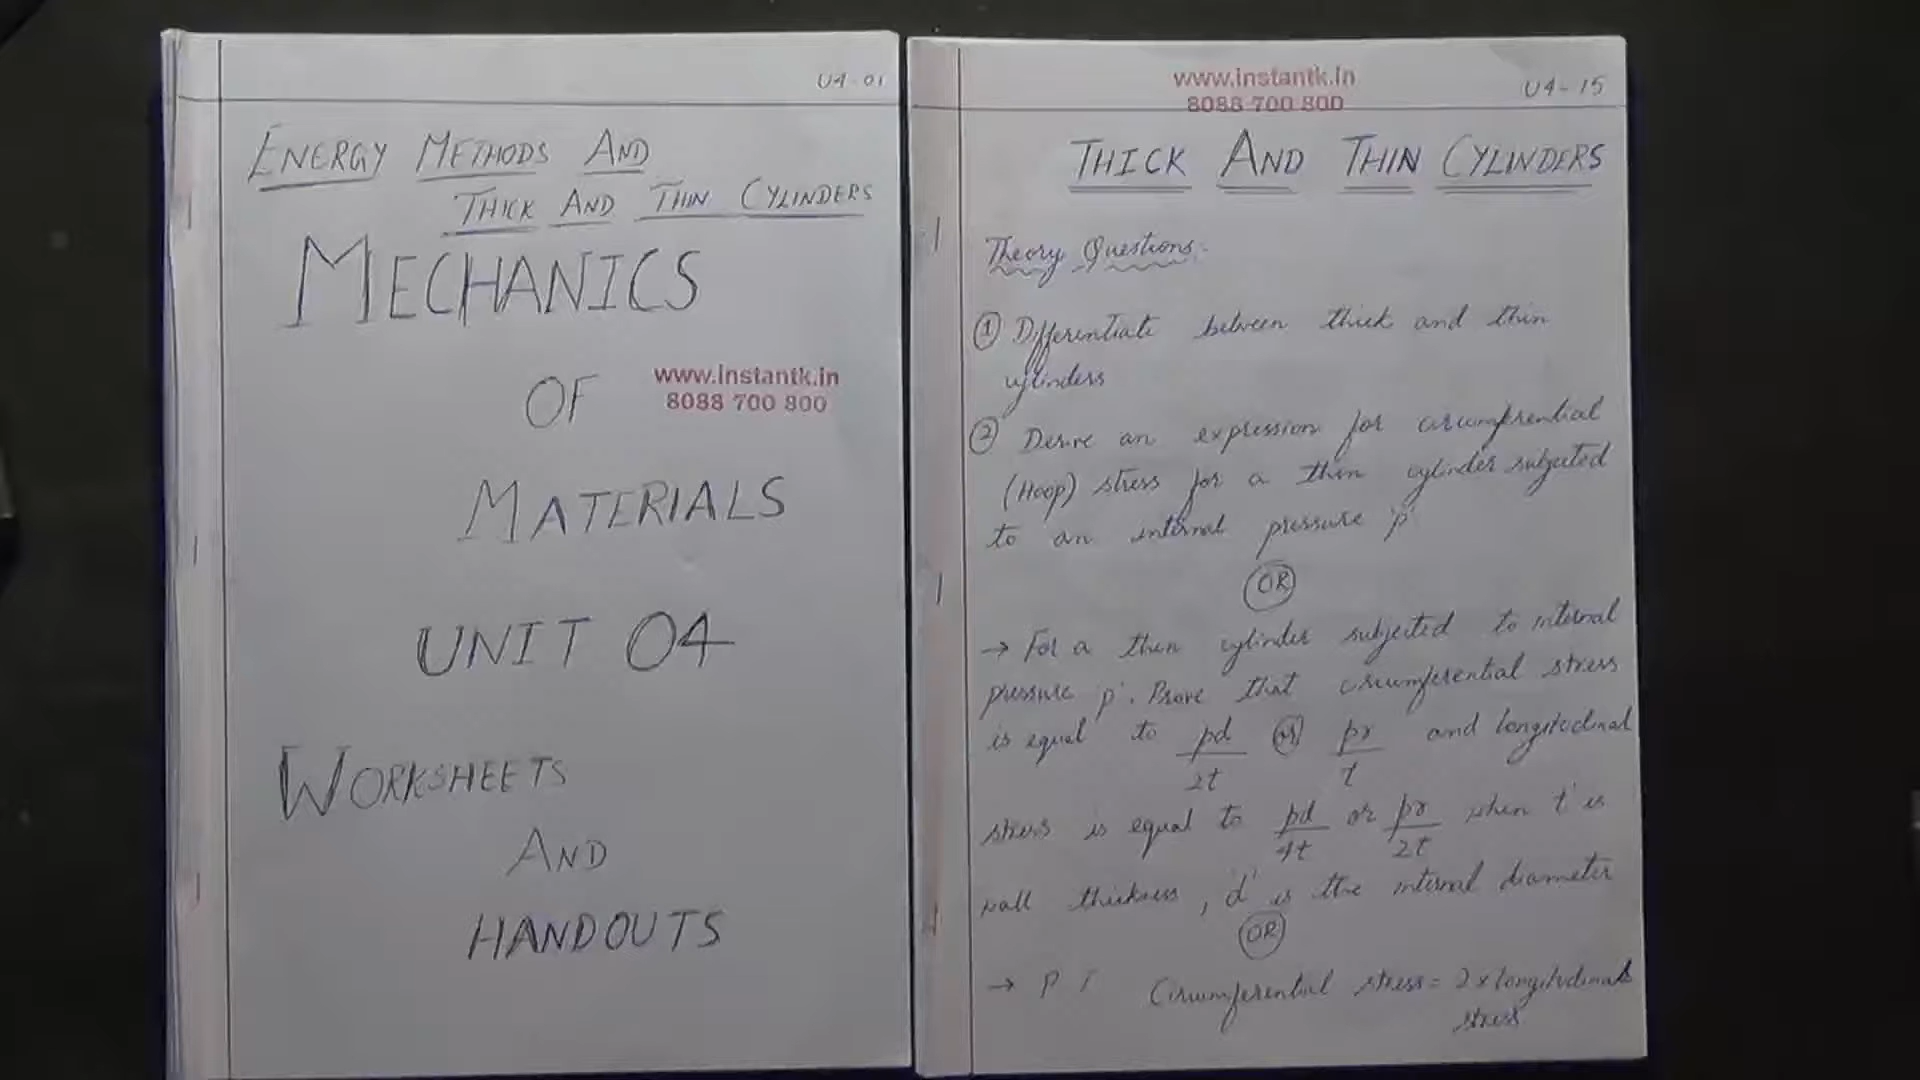 U4-01
ENERGY METHODS AND
THICK AND THIN CYLINDERS
MECHANICS
OF
www.instantk.in
8088 700 800
MATERIALS
UNIT 04
WORKSHEETS
AND
HANDOUTS
www.instantk.in
8088 700 800
U4-15
THICK AND THIN CYLINDERS
Theory Questions:
① Differentiate between thick and thin
cylinders
② Derive an expression for circumferential
(Hoop) stress for a thin cylinder subjected
to an internal pressure 'p'
OR
→ For a thin cylinder subjected to internal
pressure 'p'. Prove that circumferential stress
is equal to pd/2t or pr/t and longitudinal
stress is equal to pd/4t or pr/2t when 't' is
wall thickness, 'd' is the internal diameter
OR
→ P T Circumferential stress = 2 x longitudinal
stress